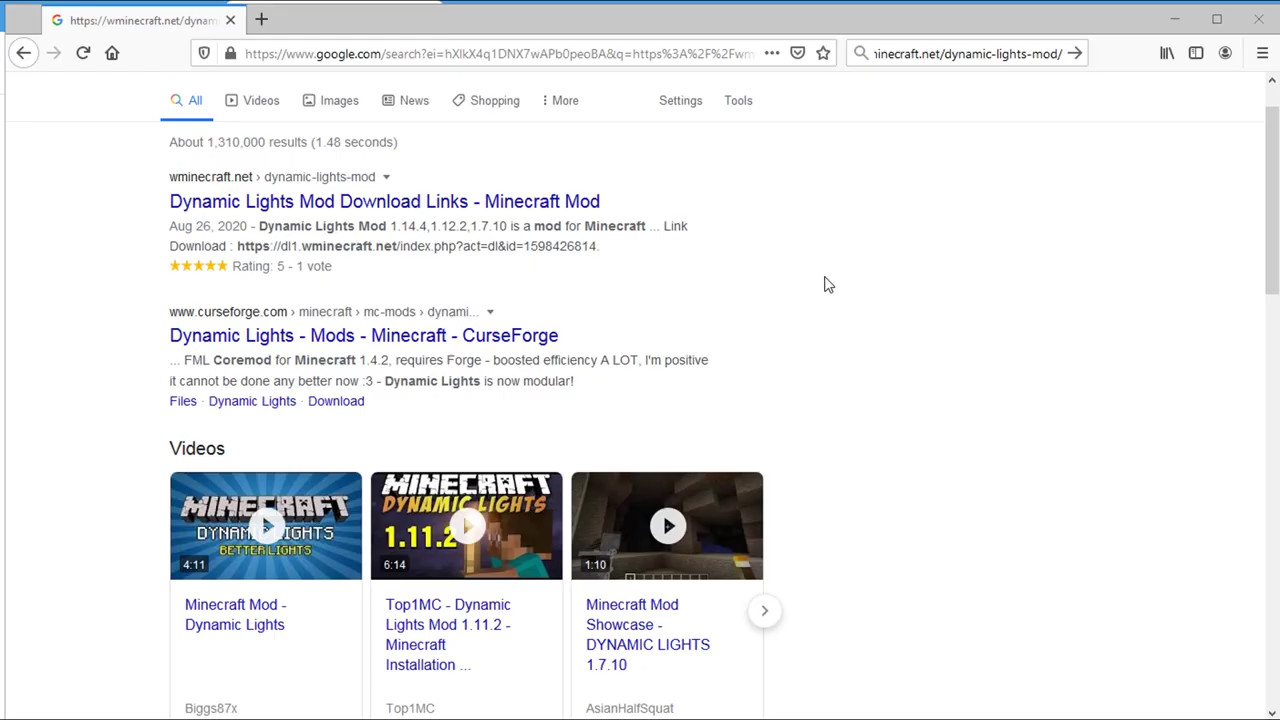 https://wminecraft.net/dynam
https://www.google.com/search?ei=hXlkX4q1DNX7wAPb0peoBA&q=https%3A%2F%2Fwm
inecraft.net/dynamic-lights-mod/
All
Videos
Images
News
Shopping
More
Settings
Tools
About 1,310,000 results (1.48 seconds)
wminecraft.net › dynamic-lights-mod
Dynamic Lights Mod Download Links - Minecraft Mod
Aug 26, 2020 - Dynamic Lights Mod 1.14.4,1.12.2,1.7.10 is a mod for Minecraft ... Link
Download : https://dl1.wminecraft.net/index.php?act=dl&id=1598426814.
Rating: 5 - 1 vote
www.curseforge.com › minecraft › mc-mods › dynami...
Dynamic Lights - Mods - Minecraft - CurseForge
... FML Coremod for Minecraft 1.4.2, requires Forge - boosted efficiency A LOT, I'm positive
it cannot be done any better now :3 - Dynamic Lights is now modular!
Files · Dynamic Lights · Download
Videos
MINECRAFT
DYNAMIC LIGHTS
BETTER LIGHTS
4:11
MINECRAFT
DYNAMIC LIGHTS
1.11.2
6:14
1:10
Minecraft Mod -
Dynamic Lights
Biggs87x
Top1MC - Dynamic
Lights Mod 1.11.2 -
Minecraft
Installation ...
Top1MC
Minecraft Mod
Showcase -
DYNAMIC LIGHTS
1.7.10
AsianHalfSquat